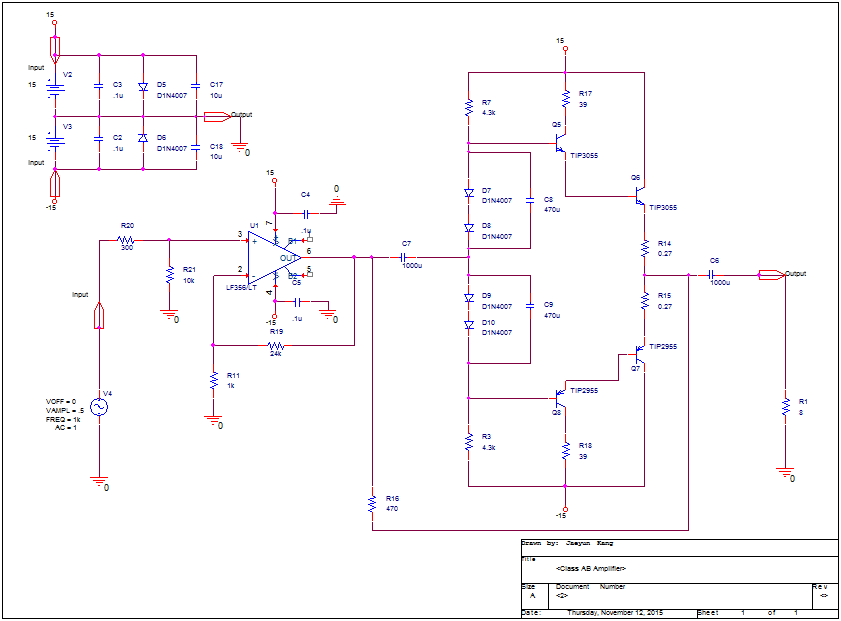 15
Input
V2
15
C3
.1u
D5
D1N4007
C17
10u
Output
0
V3
15
C2
.1u
D6
D1N4007
C18
10u
Input
-15
15
R7
4.3k
R17
39
Q5
TIP3055
Q6
TIP3055
D7
D1N4007
D8
D1N4007
C8
470u
R14
0.27
15
C4
0
.1u
R20
300
R21
10k
0
U1
3
+
7
V+
B1
OUT
6
5
B2
2
-
V-
4
LF356/LT
C5
.1u
0
-15
C7
1000u
C6
1000u
Output
Input
R19
24k
R11
1k
0
D9
D1N4007
D10
D1N4007
C9
470u
R15
0.27
TIP2955
Q7
TIP2955
Q8
V4
VOFF = 0
VAMPL = .5
FREQ = 1k
AC = 1
0
R3
4.3k
R18
39
R1
8
0
R16
470
-15
Drawn by: Jaeyun Kang
Title
<Class AB Amplifier>
Size
A
Document Number
<2>
Rev
<>
Date:
Thursday, November 12, 2015
Sheet 1 of 1